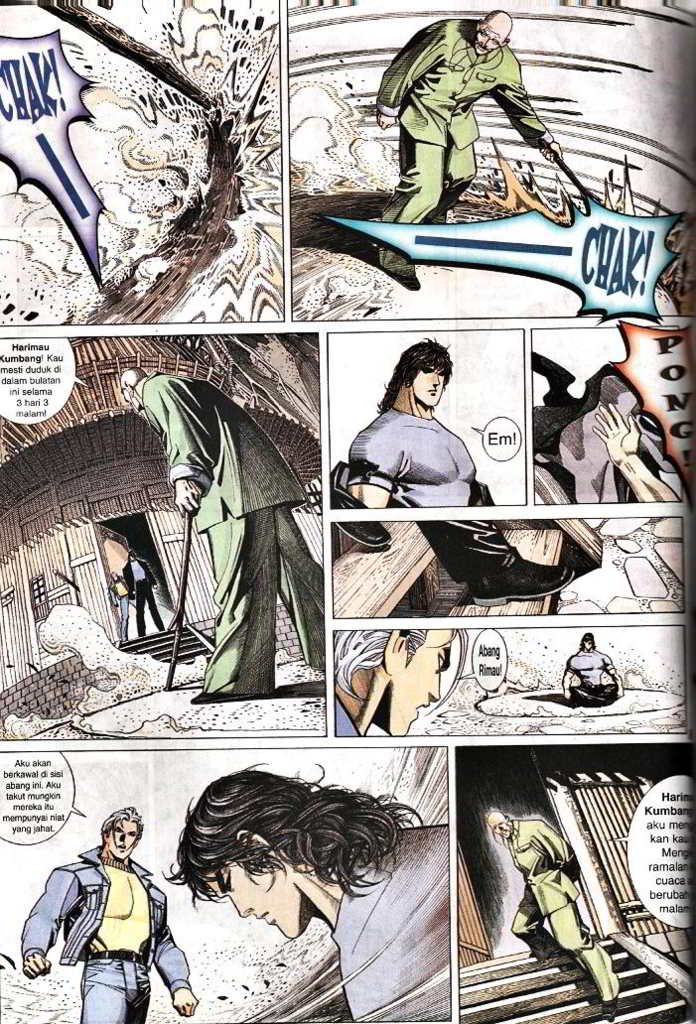 CHAK!
CHAK!
Harimau
Kumbang! Kau
mesti duduk di
dalam bulatan
ini selama
3 hari 3
malam!
Em!
PONG!
Abang
Rimau!
Aku akan
berkawal di sisi
abang ini. Aku
takut mungkin
mereka itu
mempunyai niat
yang jahat.
Kumbang
aku
kan
ramalan
cuaca
berubah
malam